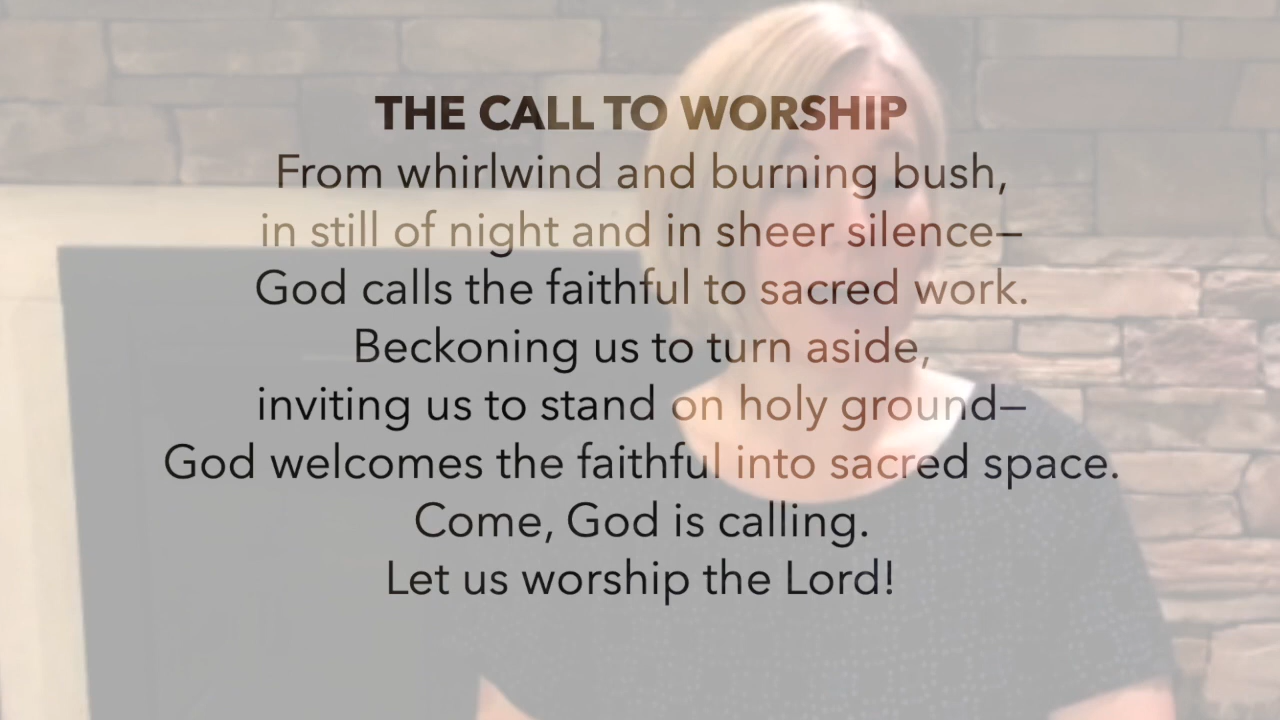 THE CALL TO WORSHIP
From whirlwind and burning bush,
in still of night and in sheer silence—
God calls the faithful to sacred work.
Beckoning us to turn aside,
inviting us to stand on holy ground—
God welcomes the faithful into sacred space.
Come, God is calling.
Let us worship the Lord!